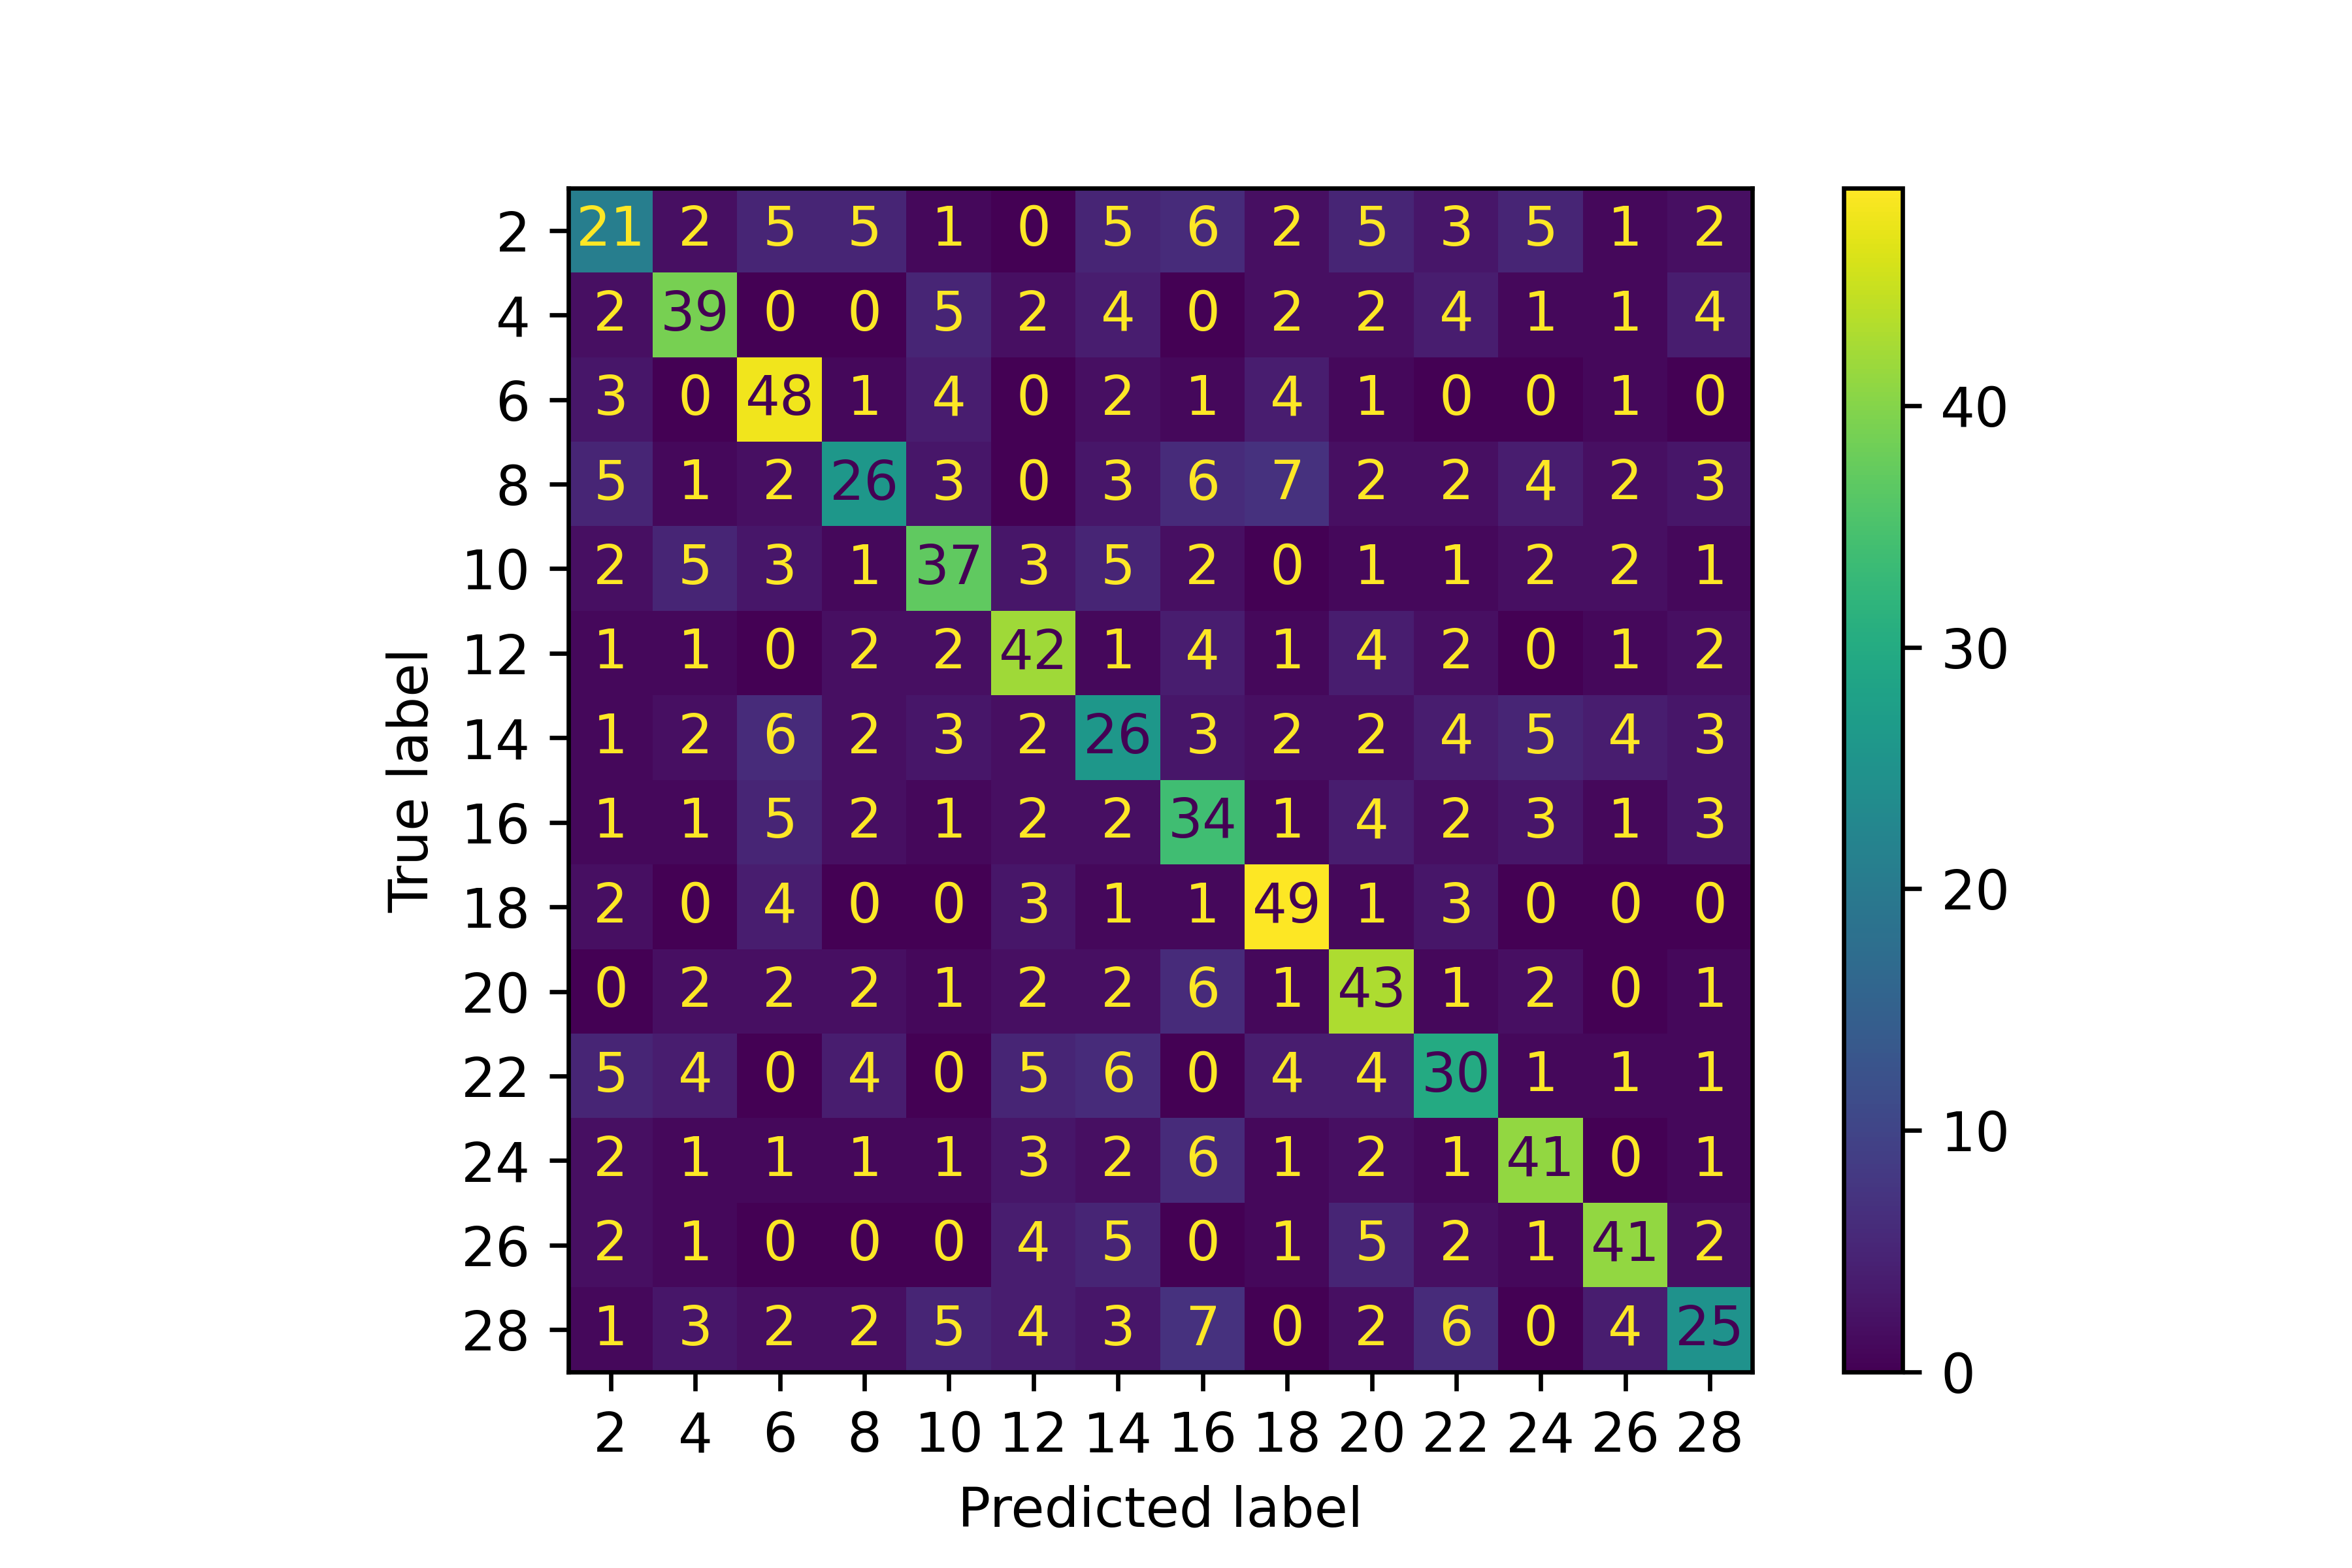 2 21 2 5 5 1 0 5 6 2 5 3 5 1 2
4 2 39 0 0 5 2 4 0 2 2 4 1 1 4
6 3 0 48 1 4 0 2 1 4 1 0 0 1 0
8 5 1 2 26 3 0 3 6 7 2 2 4 2 3
10 2 5 3 1 37 3 5 2 0 1 1 2 2 1
12 1 1 0 2 2 42 1 4 1 4 2 0 1 2
14 1 2 6 2 3 2 26 3 2 2 4 5 4 3
16 1 1 5 2 1 2 2 34 1 4 2 3 1 3
18 2 0 4 0 0 3 1 1 49 1 3 0 0 0
20 0 2 2 2 1 2 2 6 1 43 1 2 0 1
22 5 4 0 4 0 5 6 0 4 4 30 1 1 1
24 2 1 1 1 1 3 2 6 1 2 1 41 0 1
26 2 1 0 0 0 4 5 0 1 5 2 1 41 2
28 1 3 2 2 5 4 3 7 0 2 6 0 4 25
2 4 6 8 10 12 14 16 18 20 22 24 26 28
Predicted label
True label
40
30
20
10
0